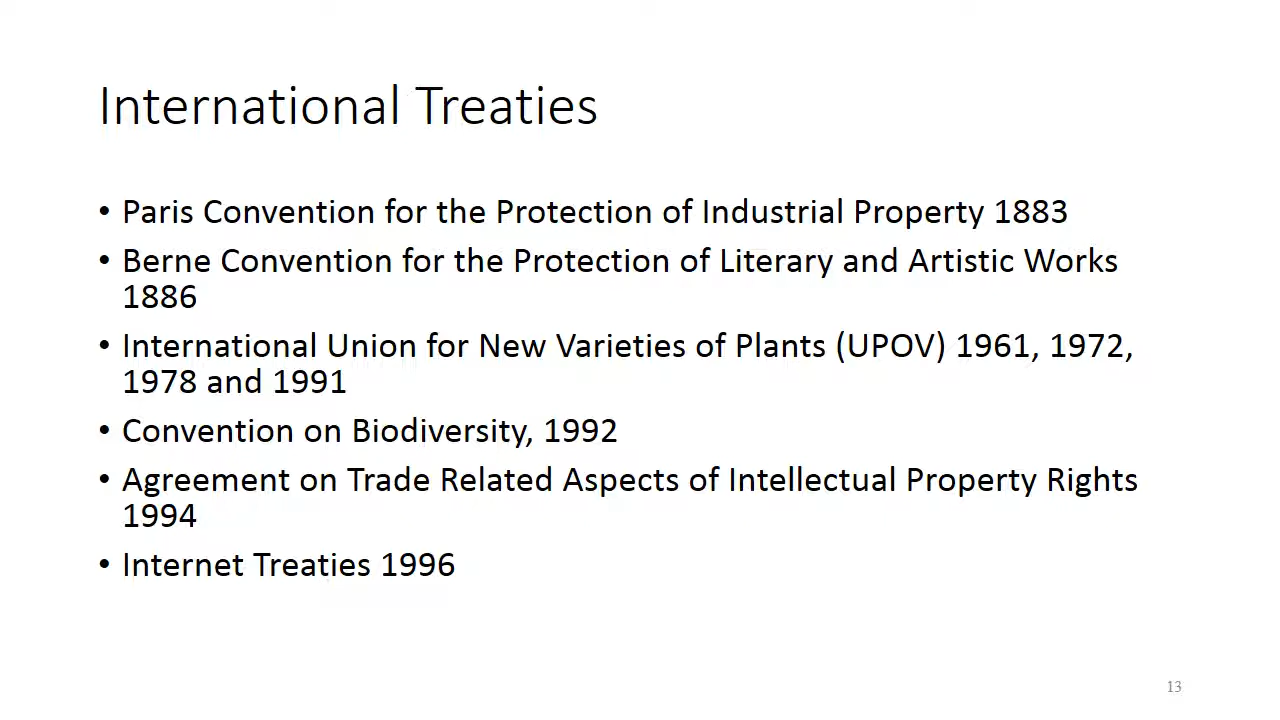 International Treaties
• Paris Convention for the Protection of Industrial Property 1883
• Berne Convention for the Protection of Literary and Artistic Works
1886
• International Union for New Varieties of Plants (UPOV) 1961, 1972,
1978 and 1991
• Convention on Biodiversity, 1992
• Agreement on Trade Related Aspects of Intellectual Property Rights
1994
• Internet Treaties 1996
13